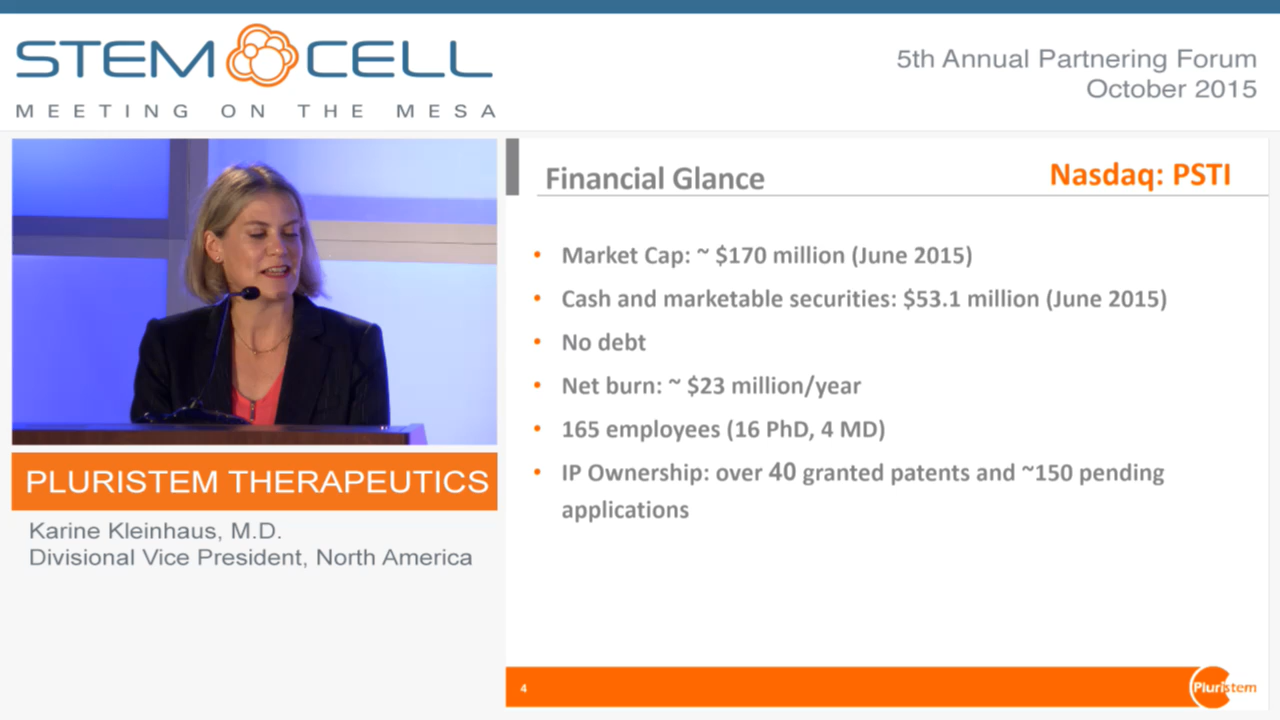 STEM CELL
MEETING ON THE MESA
5th Annual Partnering Forum
October 2015
Financial Glance
Nasdaq: PSTI
• Market Cap: ~ $170 million (June 2015)
• Cash and marketable securities: $53.1 million (June 2015)
• No debt
• Net burn: ~ $23 million/year
• 165 employees (16 PhD, 4 MD)
• IP Ownership: over 40 granted patents and ~150 pending
applications
PLURISTEM THERAPEUTICS
Karine Kleinhaus, M.D.
Divisional Vice President, North America
4
Pluristem